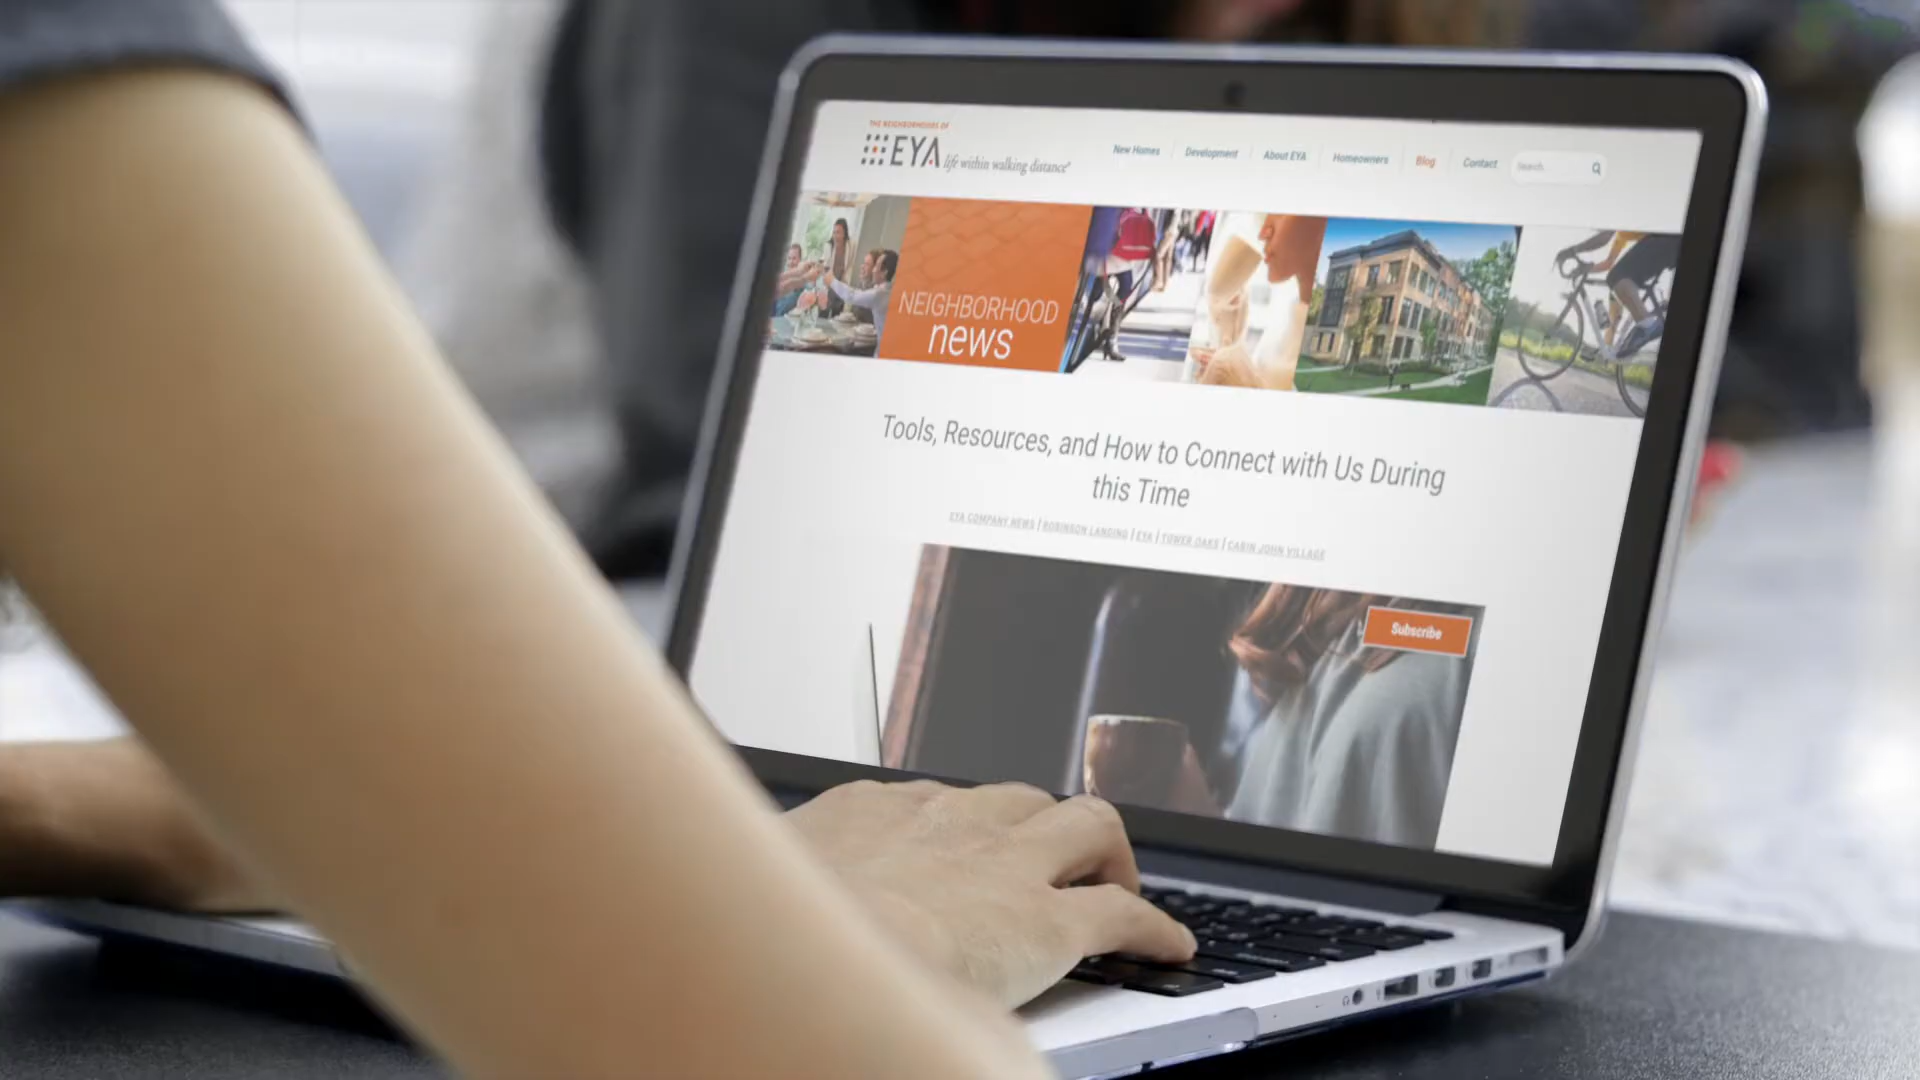 THE NEIGHBORHOODS OF
EYA life within walking distance®
New Homes
Development
About EYA
Homeowners
Blog
Contact
Search
NEIGHBORHOOD
news
Tools, Resources, and How to Connect with Us During
this Time
EYA COMPANY NEWS | ROBINSON LANDING | EYA | TOWER OAKS | CABIN JOHN VILLAGE
Subscribe